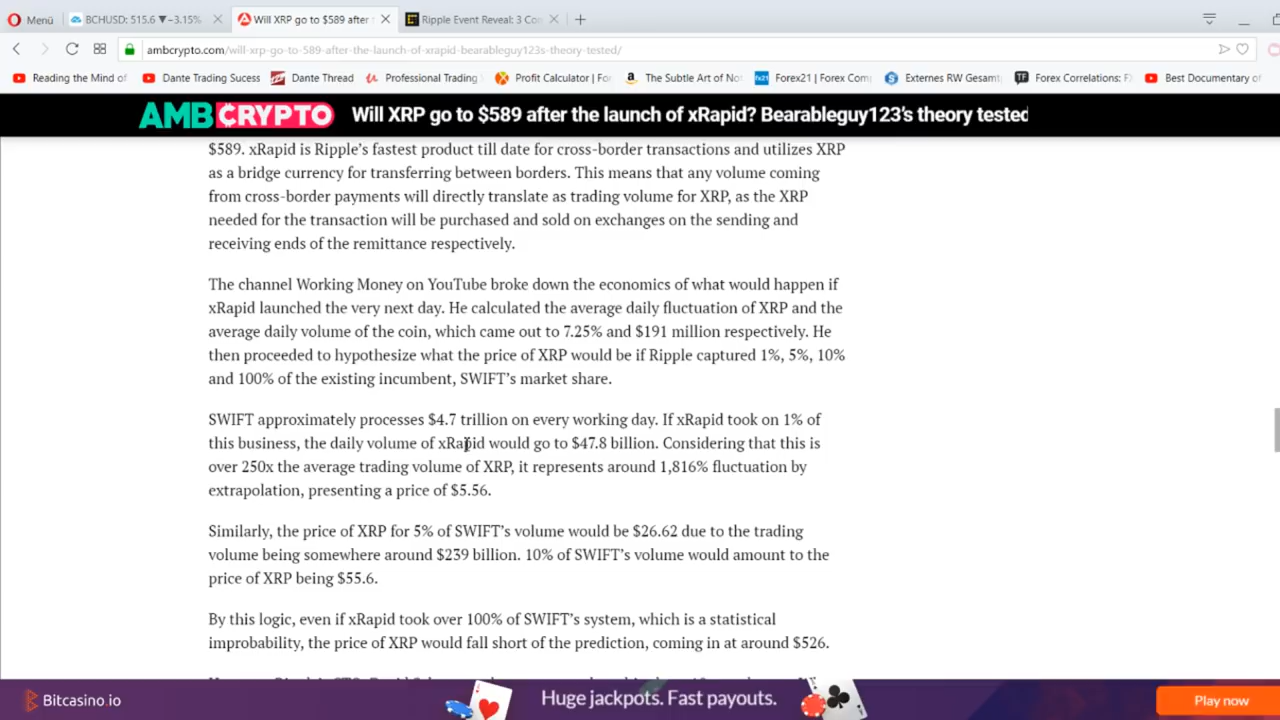 Menü
BCHUSD: 515.6 ▼−3.15%
Will XRP go to $589 after t
Ripple Event Reveal: 3 Cor
ambcrypto.com/will-xrp-go-to-589-after-the-launch-of-xrapid-bearableguy123s-theory-tested/
Reading the Mind of
Dante Trading Sucess
Dante Thread
Professional Trading
Profit Calculator | For
The Subtle Art of No
Forex21 | Forex Com
Externes RW Gesamt
Forex Correlations: F
Best Documentary of
AMBCRYPTO
Will XRP go to $589 after the launch of xRapid? Bearableguy123's theory tested
$589. xRapid is Ripple's fastest product till date for cross-border transactions and utilizes XRP
as a bridge currency for transferring between borders. This means that any volume coming
from cross-border payments will directly translate as trading volume for XRP, as the XRP
needed for the transaction will be purchased and sold on exchanges on the sending and
receiving ends of the remittance respectively.
The channel Working Money on YouTube broke down the economics of what would happen if
xRapid launched the very next day. He calculated the average daily fluctuation of XRP and the
average daily volume of the coin, which came out to 7.25% and $191 million respectively. He
then proceeded to hypothesize what the price of XRP would be if Ripple captured 1%, 5%, 10%
and 100% of the existing incumbent, SWIFT's market share.
SWIFT approximately processes $4.7 trillion on every working day. If xRapid took on 1% of
this business, the daily volume of xRapid would go to $47.8 billion. Considering that this is
over 250x the average trading volume of XRP, it represents around 1,816% fluctuation by
extrapolation, presenting a price of $5.56.
Similarly, the price of XRP for 5% of SWIFT's volume would be $26.62 due to the trading
volume being somewhere around $239 billion. 10% of SWIFT's volume would amount to the
price of XRP being $55.6.
By this logic, even if xRapid took over 100% of SWIFT's system, which is a statistical
improbability, the price of XRP would fall short of the prediction, coming in at around $526.
Bitcasino.io
Huge jackpots. Fast payouts.
Play now